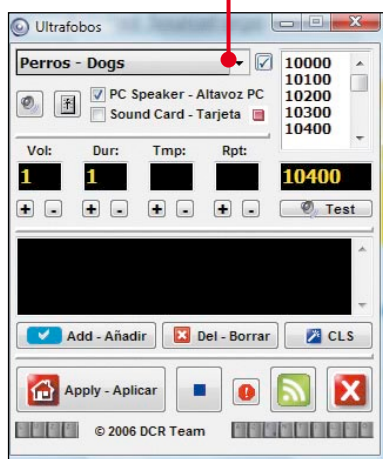 Ultrafobos
Perros - Dogs
10000
10100
10200
10300
10400
PC Speaker - Altavoz PC
Sound Card - Tarjeta
Vol: Dur: Tmp: Rpt:
1 1 10400
+ - + - + - + - Test
Add - Añadir Del - Borrar CLS
Apply - Aplicar
© 2006 DCR Team